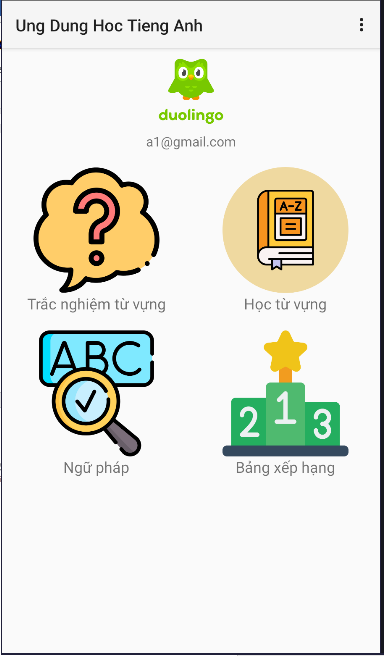 Ung Dung Hoc Tieng Anh
duolingo
a1@gmail.com
?
A-Z
Trắc nghiệm từ vựng
Học từ vựng
ABC
2 1 3
Ngữ pháp
Bảng xếp hạng